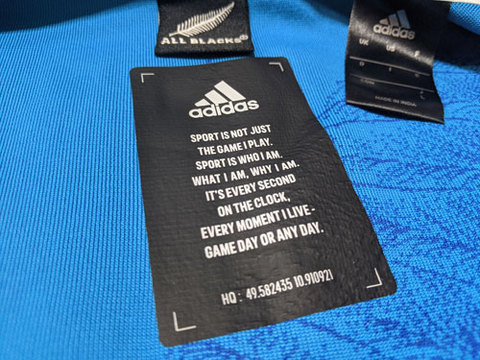 ALL BLACKS
adidas
adidas
UK
US
F
MADE IN INDIA
SPORT IS NOT JUST
THE GAME I PLAY.
SPORT IS WHO I AM.
WHAT I AM, WHY I AM.
IT'S EVERY SECOND
ON THE CLOCK,
EVERY MOMENT I LIVE -
GAME DAY OR ANY DAY.
HQ : 49.582435 10.910921